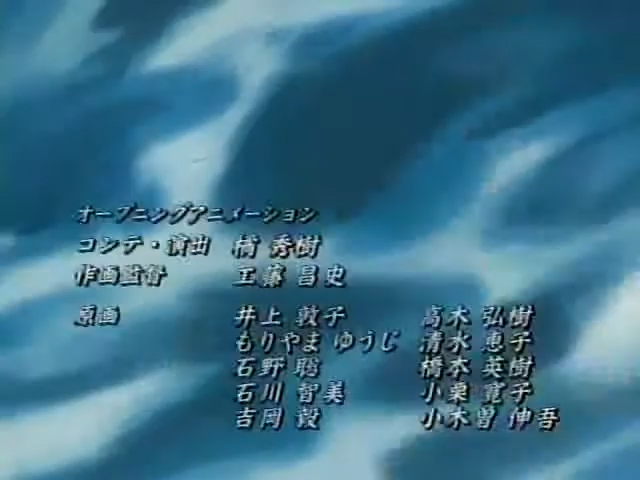 オープニングアニメーション
コンテ・演出 橘 秀樹
作画監督 工藤 昌史
原画 井上 敦子 高木 弘樹
もりやま ゆうじ 清水 恵子
石野 聡 橋本 英樹
石川 智美 小栗 寛子
吉岡 毅 小木曽 伸吾